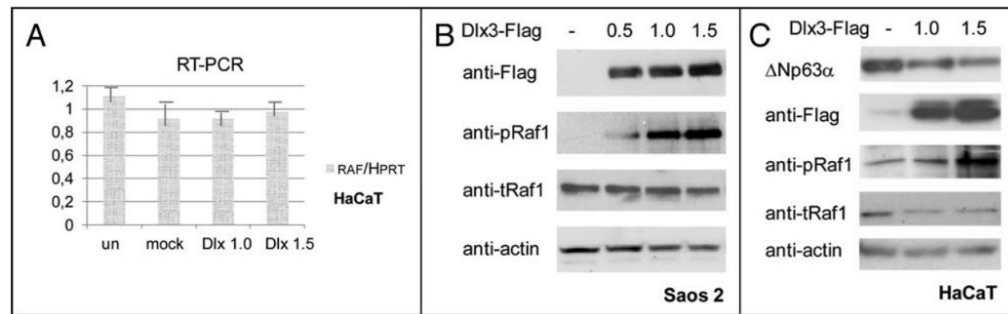 A
RT-PCR
1,2
1
0,8
0,6
0,4
0,2
0
un mock Dlx 1.0 Dlx 1.5
RAF/HPRT
HaCaT
B
Dlx3-Flag - 0.5 1.0 1.5
anti-Flag
anti-pRaf1
anti-tRaf1
anti-actin
Saos 2
C
Dlx3-Flag - 1.0 1.5
ΔNp63α
anti-Flag
anti-pRaf1
anti-tRaf1
anti-actin
HaCaT